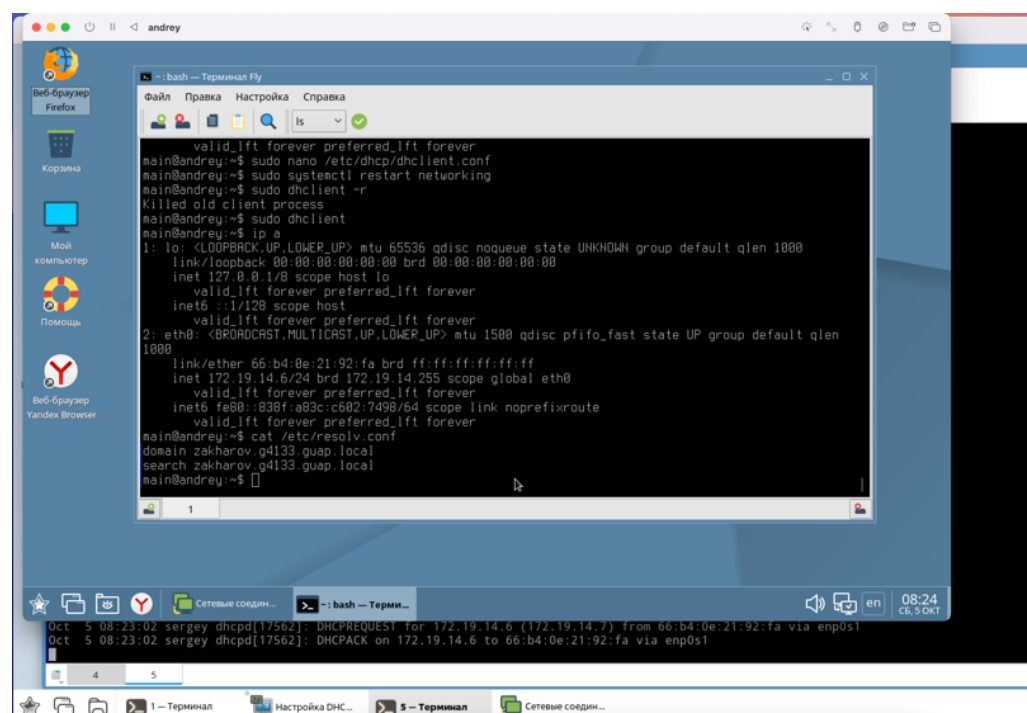 andrey
Веб-браузер
Firefox
Корзина
Мой
компьютер
Помощь
Веб-браузер
Yandex Browser
~ : bash — Терминал Fly
Файл Правка Настройка Справка
ls
valid_lft forever preferred_lft forever
main@andrey:~$ sudo nano /etc/dhcp/dhclient.conf
main@andrey:~$ sudo systemctl restart networking
main@andrey:~$ sudo dhclient -r
Killed old client process
main@andrey:~$ sudo dhclient
main@andrey:~$ ip a
1: lo: <LOOPBACK,UP,LOWER_UP> mtu 65536 qdisc noqueue state UNKNOWN group default qlen 1000
link/loopback 00:00:00:00:00:00 brd 00:00:00:00:00:00
inet 127.0.0.1/8 scope host lo
valid_lft forever preferred_lft forever
inet6 ::1/128 scope host
valid_lft forever preferred_lft forever
2: eth0: <BROADCAST,MULTICAST,UP,LOWER_UP> mtu 1500 qdisc pfifo_fast state UP group default qlen
1000
link/ether 66:b4:0e:21:92:fa brd ff:ff:ff:ff:ff:ff
inet 172.19.14.6/24 brd 172.19.14.255 scope global eth0
valid_lft forever preferred_lft forever
inet6 fe80::838f:a83c:c602:7498/64 scope link noprefixroute
valid_lft forever preferred_lft forever
main@andrey:~$ cat /etc/resolv.conf
domain zakharov.g4133.guap.local
search zakharov.g4133.guap.local
main@andrey:~$
1
Сетевые соедин...
~ : bash — Терми...
en
08:24
СБ, 5 ОКТ
Oct 5 08:23:02 sergey dhcpd[17562]: DHCPREQUEST for 172.19.14.6 (172.19.14.7) from 66:b4:0e:21:92:fa via enp0s1
Oct 5 08:23:02 sergey dhcpd[17562]: DHCPACK on 172.19.14.6 to 66:b4:0e:21:92:fa via enp0s1
4 5
1 — Терминал
Настройка DHC...
5 — Терминал
Сетевые соедин...